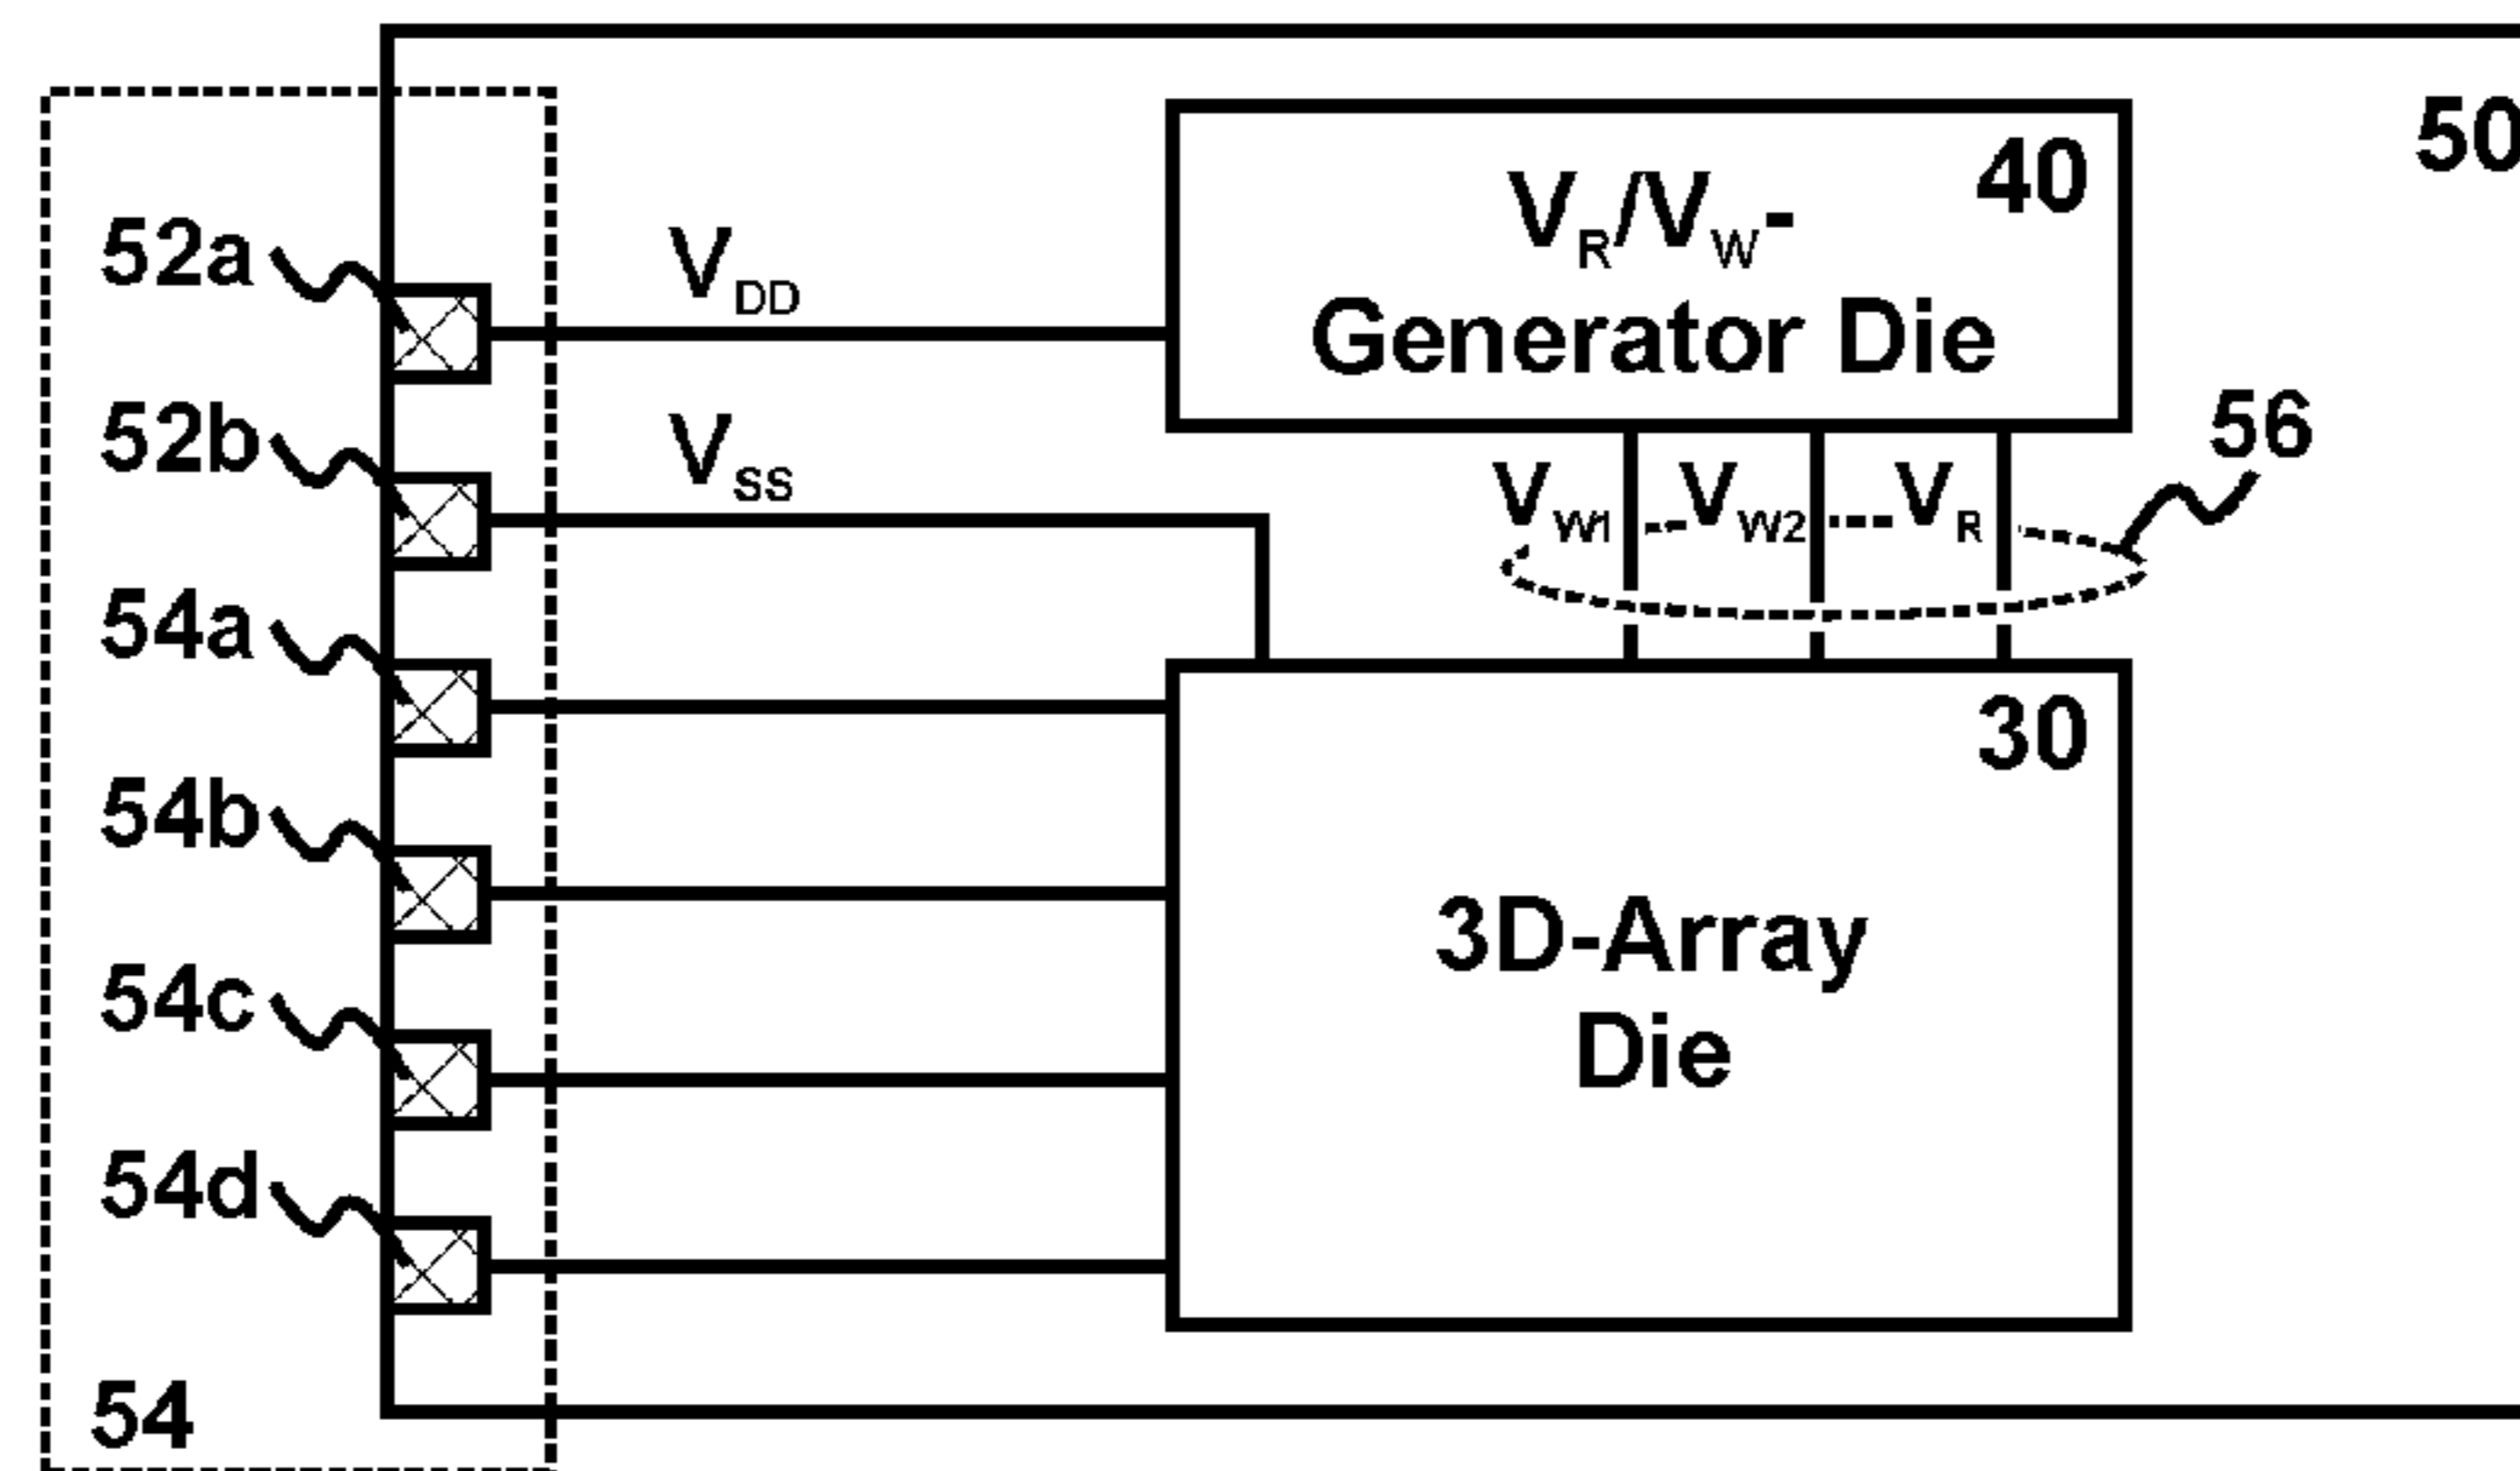 50
40
V_R/V_W-
Generator Die
52a
V_DD
52b
V_SS
56
V_W1
V_W2
V_R
54a
30
54b
3D-Array
Die
54c
54d
54